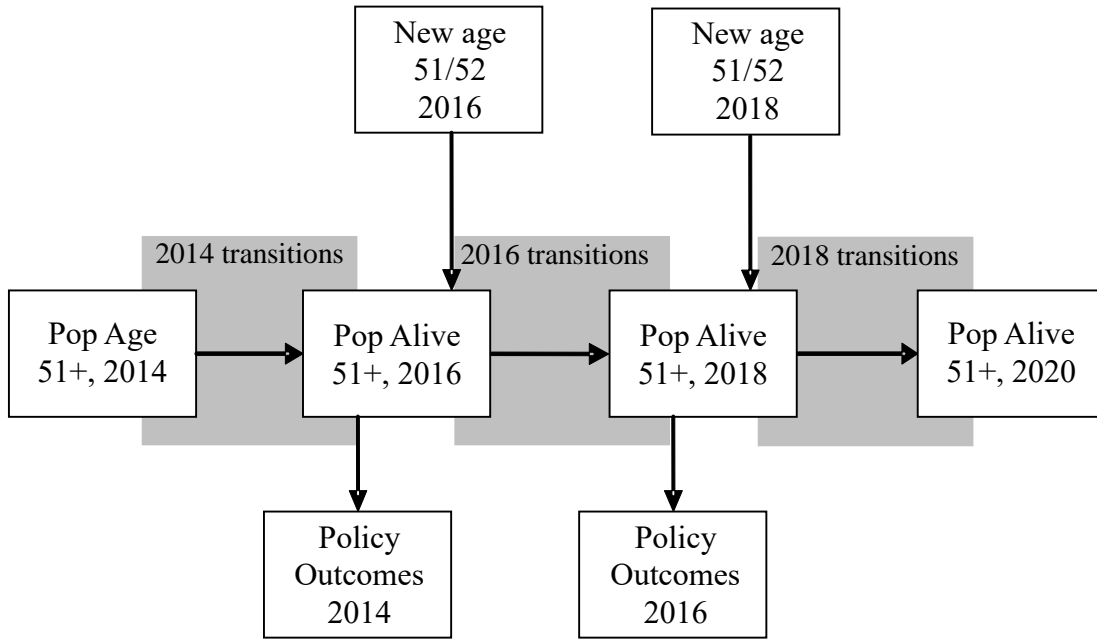 New age
51/52
2016
New age
51/52
2018
2014 transitions
2016 transitions
2018 transitions
Pop Age
51+, 2014
Pop Alive
51+, 2016
Pop Alive
51+, 2018
Pop Alive
51+, 2020
Policy
Outcomes
2014
Policy
Outcomes
2016